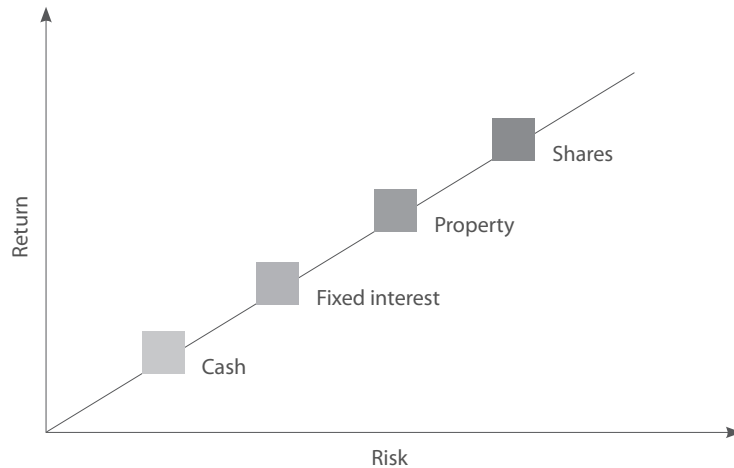 Return
Shares
Property
Fixed interest
Cash
Risk